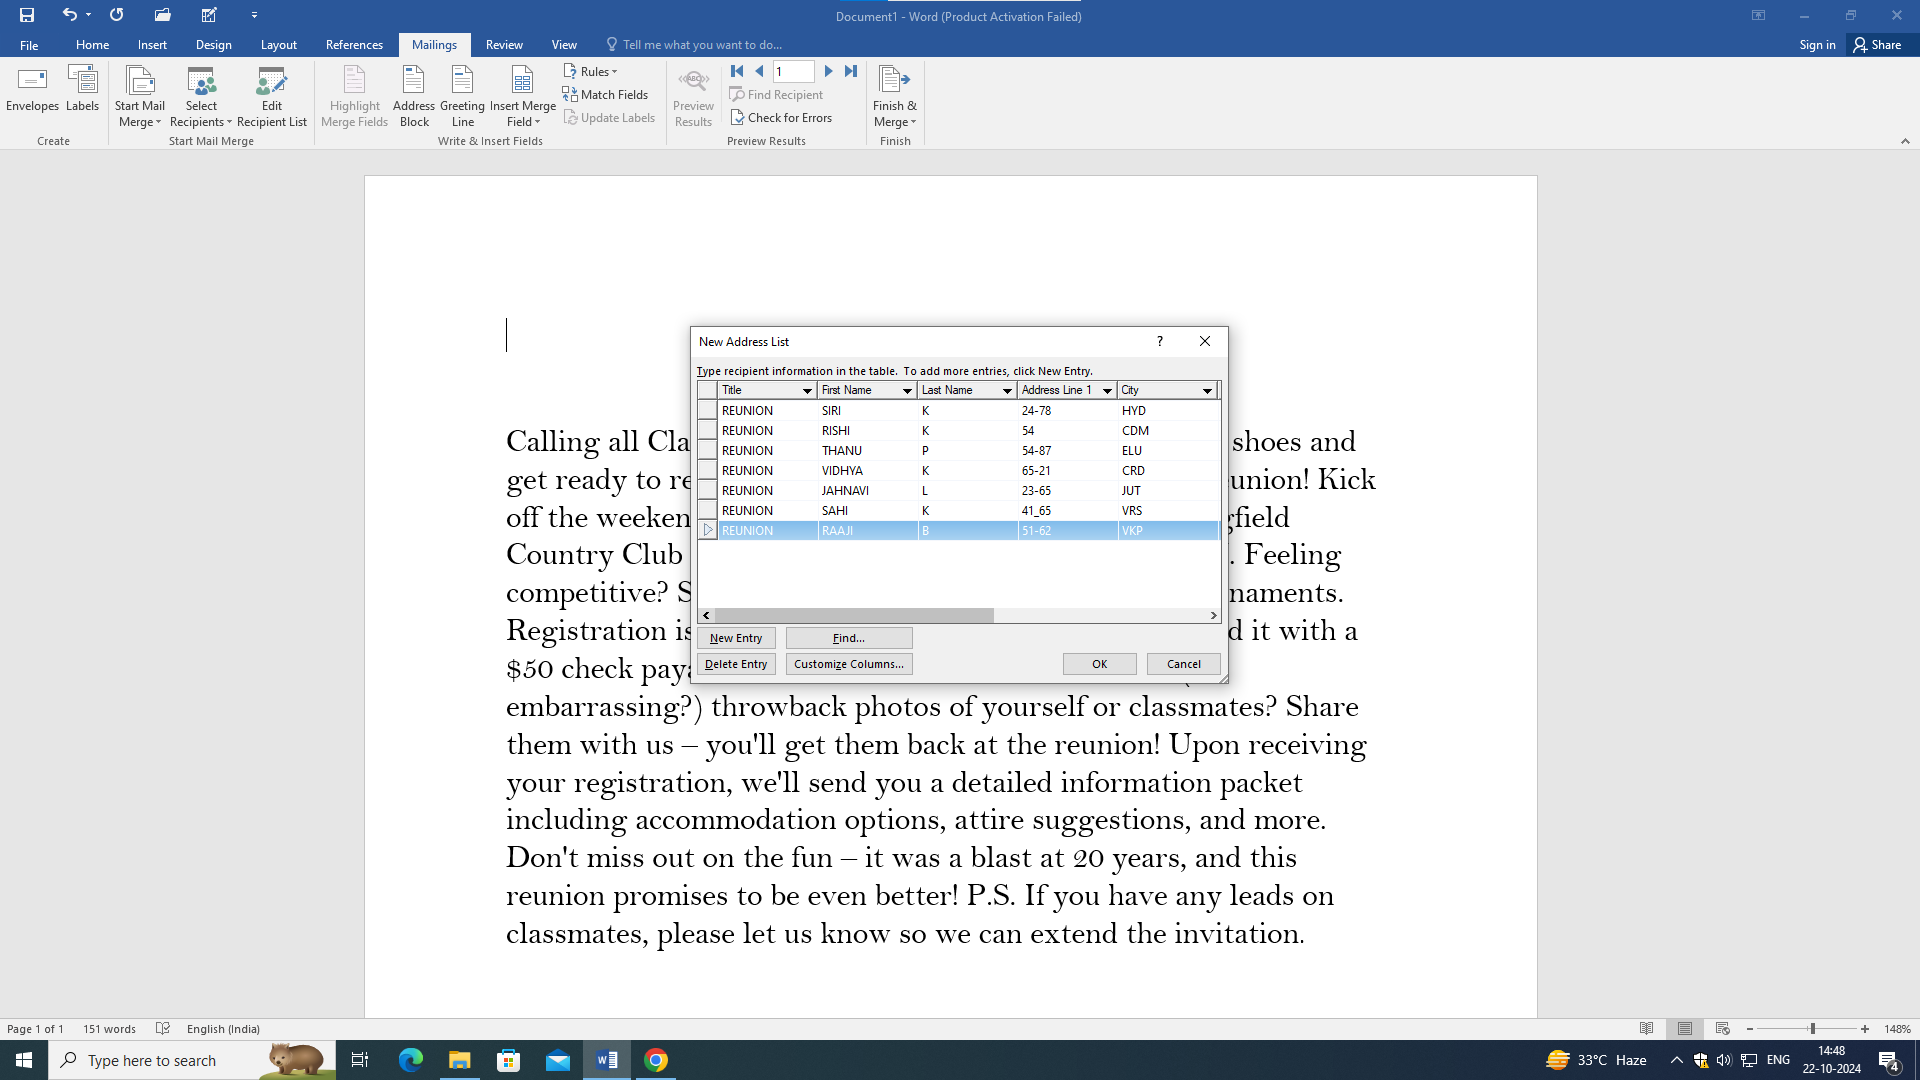 Document1 - Word (Product Activation Failed)
File Home Insert Design Layout References Mailings Review View Tell me what you want to do... Sign in Share
Envelopes Labels Start Mail Merge Select Recipients Edit Recipient List Highlight Merge Fields Address Block Greeting Line Insert Merge Field Rules Match Fields Update Labels Preview Results 1 Find Recipient Check for Errors Finish & Merge
Create Start Mail Merge Write & Insert Fields Preview Results Finish
New Address List ?
Type recipient information in the table. To add more entries, click New Entry.
Title First Name Last Name Address Line 1 City
REUNION SIRI K 24-78 HYD
REUNION RISHI K 54 CDM
REUNION THANU P 54-87 ELU
REUNION VIDHYA K 65-21 CRD
REUNION JAHNAVI L 23-65 JUT
REUNION SAHI K 41_65 VRS
REUNION RAAJI B 51-62 VKP
New Entry Find...
Delete Entry Customize Columns... OK Cancel
Calling all Cla shoes and
get ready to re union! Kick
off the weeken gfield
Country Club . Feeling
competitive? S naments.
Registration is d it with a
$50 check paya
embarrassing?) throwback photos of yourself or classmates? Share
them with us – you'll get them back at the reunion! Upon receiving
your registration, we'll send you a detailed information packet
including accommodation options, attire suggestions, and more.
Don't miss out on the fun – it was a blast at 20 years, and this
reunion promises to be even better! P.S. If you have any leads on
classmates, please let us know so we can extend the invitation.
Page 1 of 1 151 words English (India) 148%
Type here to search 33°C Haze ENG 14:48
22-10-2024 4